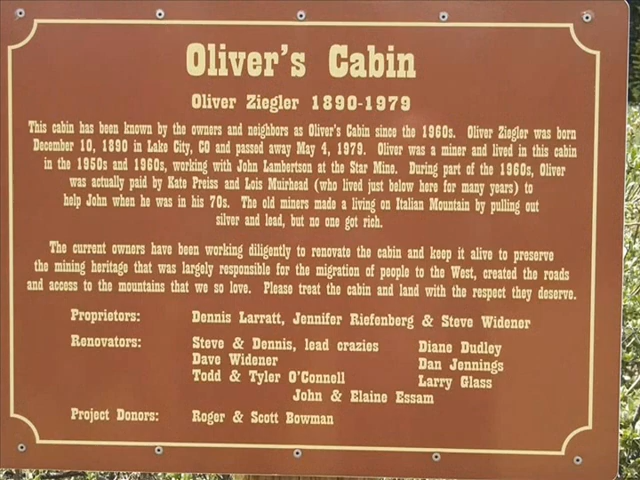 Oliver's Cabin
Oliver Ziegler 1890-1979
This cabin has been known by the owners and neighbors as Oliver's Cabin since the 1960s. Oliver Ziegler was born
December 10, 1890 in Lake City, CO and passed away May 4, 1979. Oliver was a miner and lived in this cabin
in the 1950s and 1960s, working with John Lambertson at the Star Mine. During part of the 1960s, Oliver
was actually paid by Kate Preiss and Lois Muirhead (who lived just below here for many years) to
help John when he was in his 70s. The old miners made a living on Italian Mountain by pulling out
silver and lead, but no one got rich.
The current owners have been working diligently to renovate the cabin and keep it alive to preserve
the mining heritage that was largely responsible for the migration of people to the West, created the roads
and access to the mountains that we so love. Please treat the cabin and land with the respect they deserve.
Proprietors: Dennis Larratt, Jennifer Riefenberg & Steve Widener
Renovators: Steve & Dennis, lead crazies Diane Dudley
Dave Widener Dan Jennings
Todd & Tyler O'Connell Larry Glass
John & Elaine Essam
Project Donors: Roger & Scott Bowman